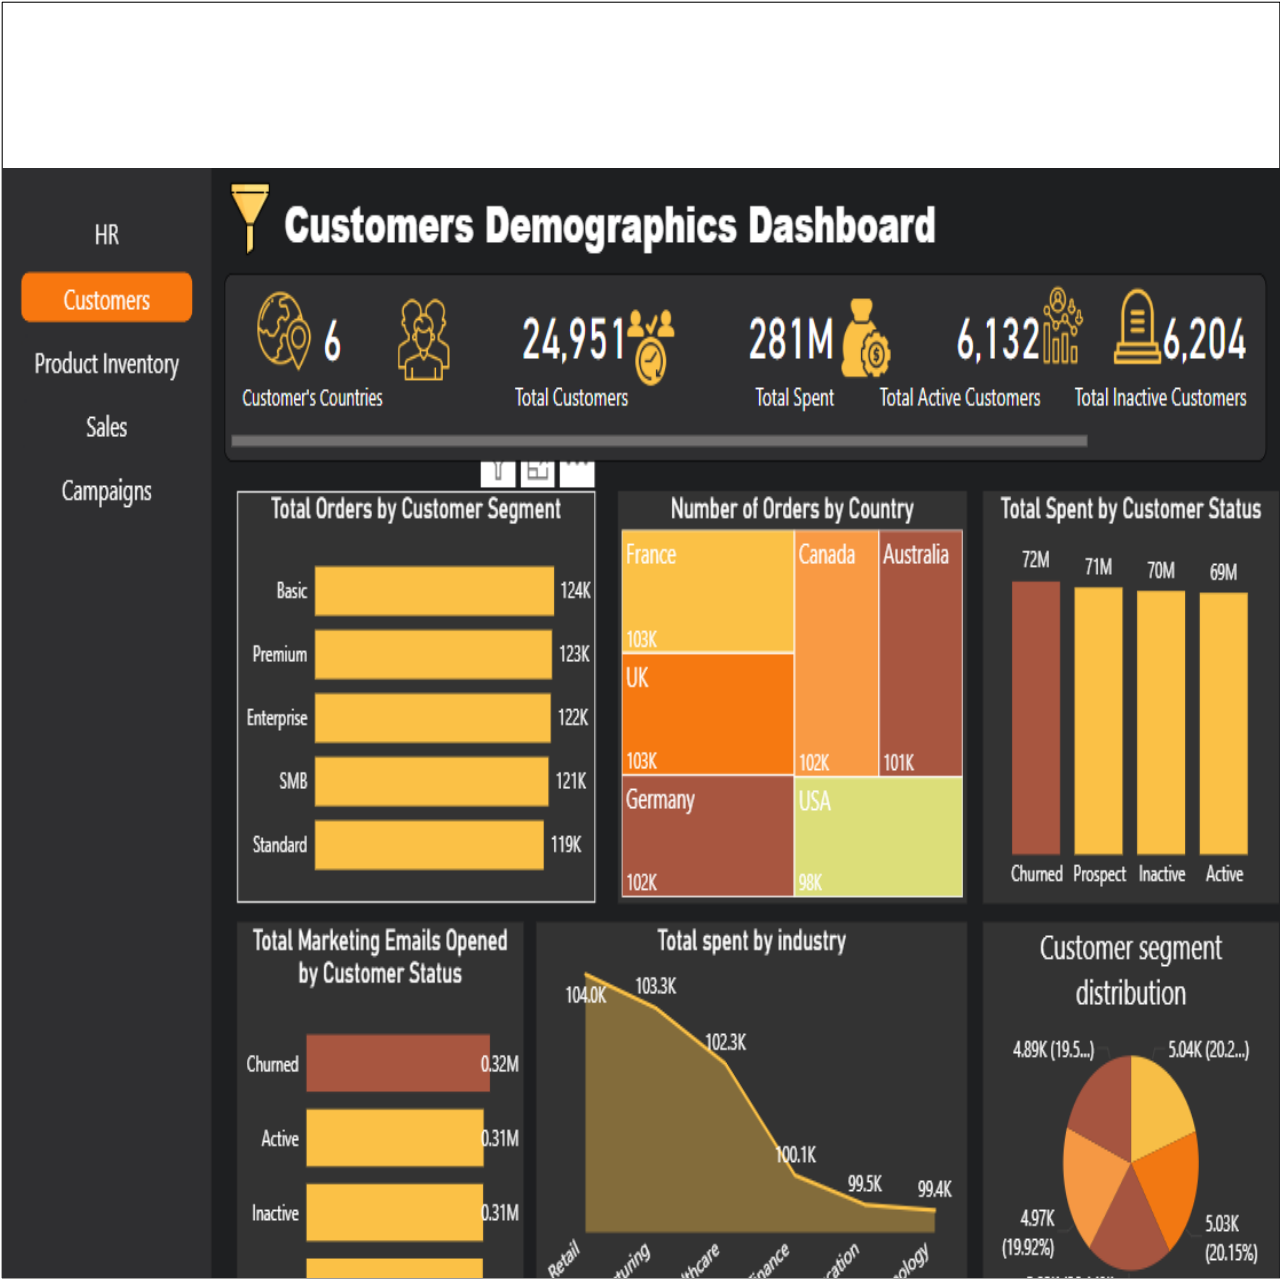 HR
Customers
Product Inventory
Sales
Campaigns
Customers Demographics Dashboard
6
Customer's Countries
24,951
Total Customers
281M
Total Spent
6,132
Total Active Customers
6,204
Total Inactive Customers
Total Orders by Customer Segment
Basic 124K
Premium 123K
Enterprise 122K
SMB 121K
Standard 119K
Number of Orders by Country
France
103K
UK
103K
Germany
102K
Canada
102K
Australia
101K
USA
98K
Total Spent by Customer Status
72M
71M
70M
69M
Churned Prospect Inactive Active
Total Marketing Emails Opened
by Customer Status
Churned 0.32M
Active 0.31M
Inactive 0.31M
Total spent by industry
104.0K
103.3K
102.3K
100.1K
99.5K
99.4K
Retail
turing
lthcare
inance
cation
nology
Customer segment
distribution
4.89K (19.5...)
5.04K (20.2...)
4.97K
(19.92%)
5.03K
(20.15%)